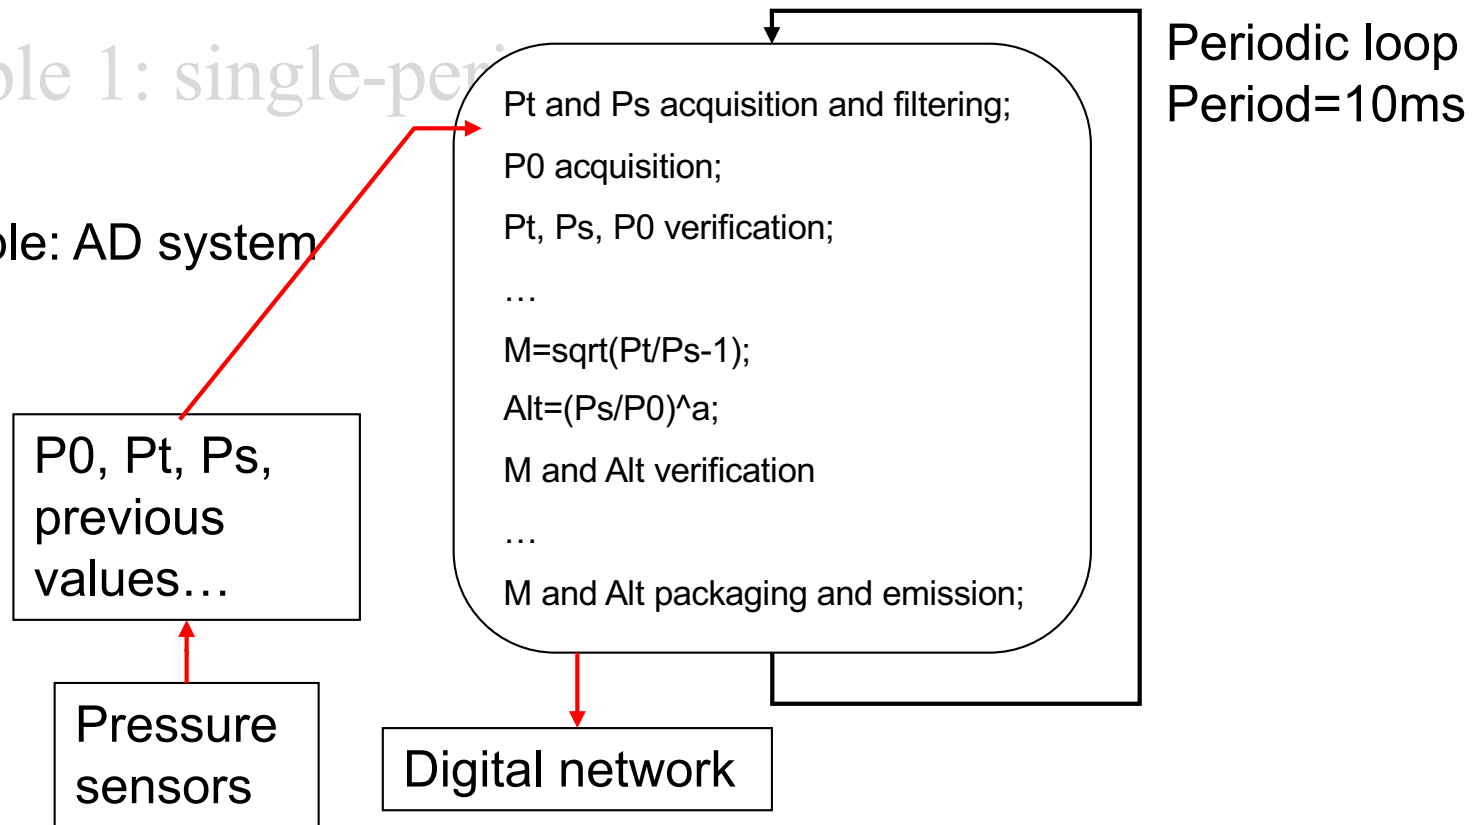 ple 1: single-peri
Periodic loop
Period=10ms
Pt and Ps acquisition and filtering;
P0 acquisition;
Pt, Ps, P0 verification;
ple: AD system
…
M=sqrt(Pt/Ps-1);
Alt=(Ps/P0)^a;
M and Alt verification
…
M and Alt packaging and emission;
P0, Pt, Ps,
previous
values…
Pressure
sensors
Digital network